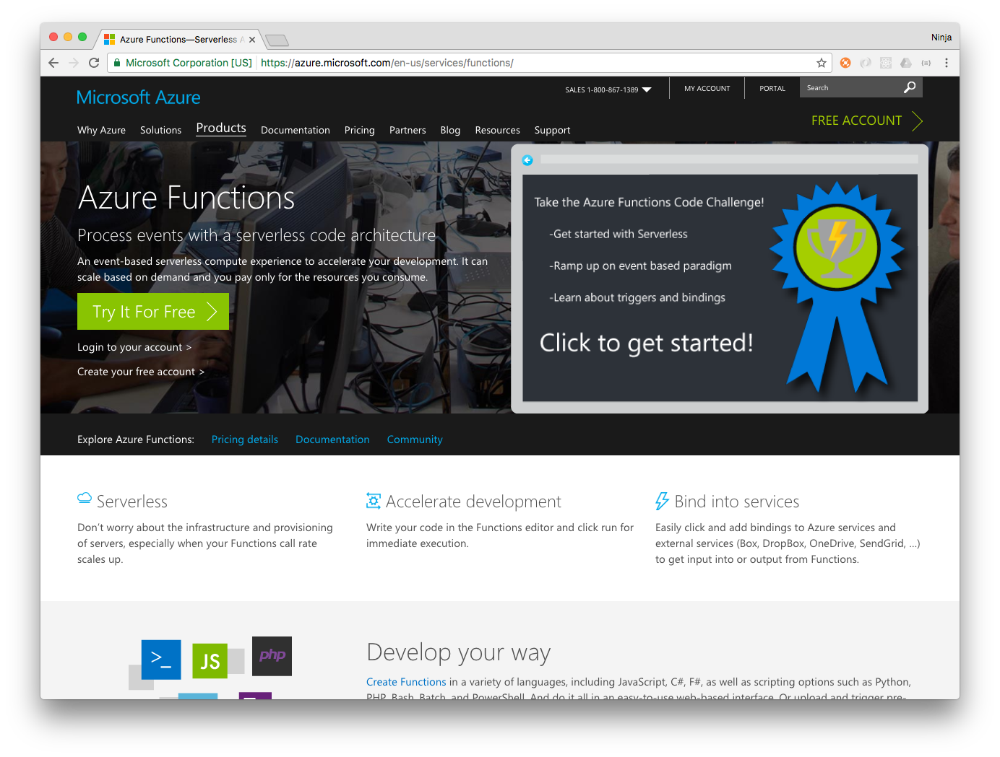 Azure Functions—Serverless A
Ninja
Microsoft Corporation [US]
https://azure.microsoft.com/en-us/services/functions/
Microsoft Azure
SALES 1-800-867-1389
MY ACCOUNT
PORTAL
Search
FREE ACCOUNT
Why Azure Solutions Products Documentation Pricing Partners Blog Resources Support
Azure Functions
Process events with a serverless code architecture
An event-based serverless compute experience to accelerate your development. It can
scale based on demand and you pay only for the resources you consume.
Try It For Free
Login to your account >
Create your free account >
Take the Azure Functions Code Challenge!
-Get started with Serverless
-Ramp up on event based paradigm
-Learn about triggers and bindings
Click to get started!
Explore Azure Functions: Pricing details Documentation Community
Serverless
Don't worry about the infrastructure and provisioning
of servers, especially when your Functions call rate
scales up.
Accelerate development
Write your code in the Functions editor and click run for
immediate execution.
Bind into services
Easily click and add bindings to Azure services and
external services (Box, DropBox, OneDrive, SendGrid, ...)
to get input into or output from Functions.
>_
JS
php
Develop your way
Create Functions in a variety of languages, including JavaScript, C#, F#, as well as scripting options such as Python,
PHP, Bash, Batch, and PowerShell. And do it all in an easy-to-use web-based interface. Or upload and trigger pre-